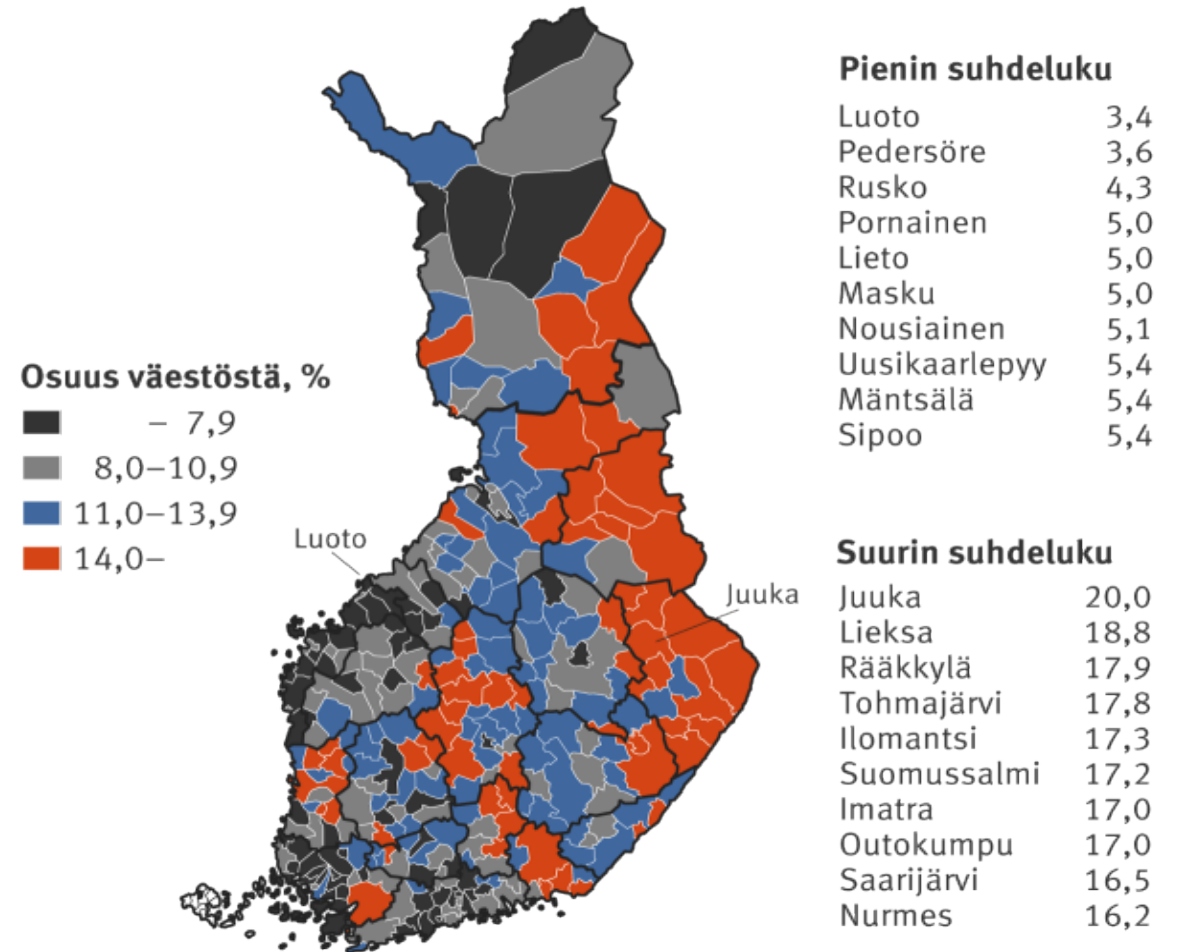 Osuus väestöstä, %
– 7,9
8,0–10,9
11,0–13,9
14,0–
Luoto
Juuka
Pienin suhdeluku
Luoto 3,4
Pedersöre 3,6
Rusko 4,3
Pornainen 5,0
Lieto 5,0
Masku 5,0
Nousiainen 5,1
Uusikaarlepyy 5,4
Mäntsälä 5,4
Sipoo 5,4
Suurin suhdeluku
Juuka 20,0
Lieksa 18,8
Rääkkylä 17,9
Tohmajärvi 17,8
Ilomantsi 17,3
Suomussalmi 17,2
Imatra 17,0
Outokumpu 17,0
Saarijärvi 16,5
Nurmes 16,2